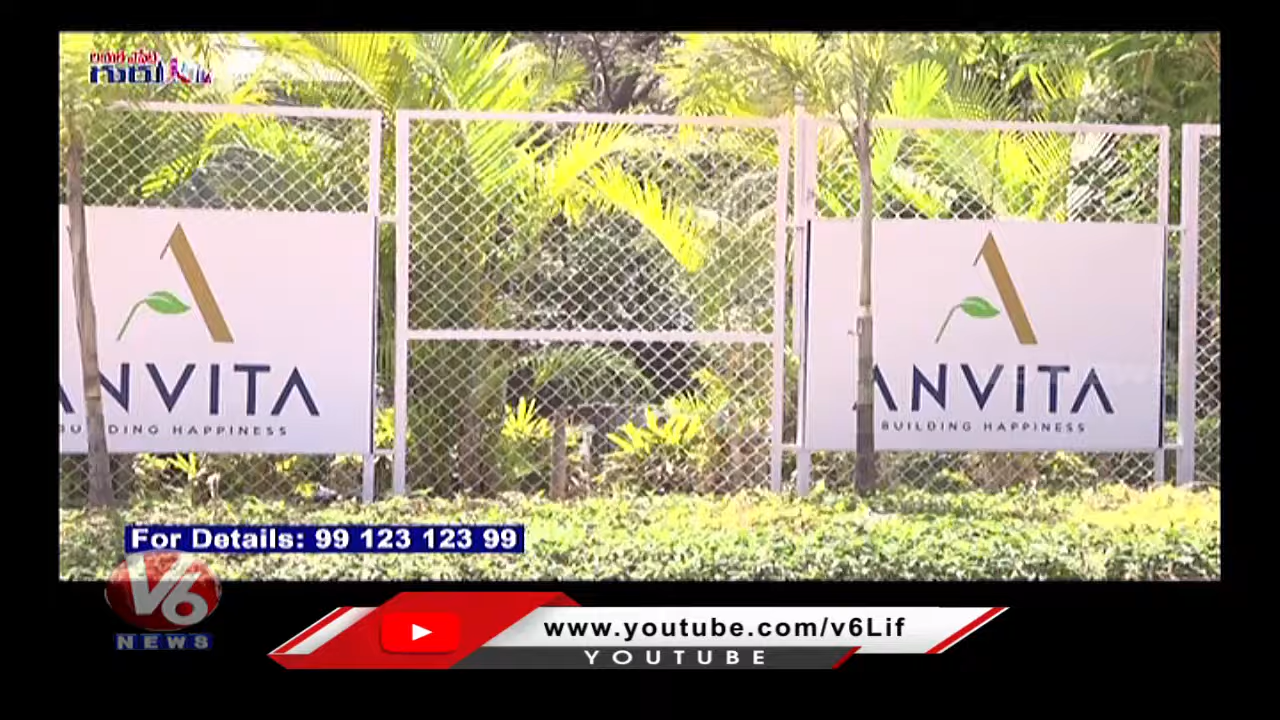 ANVITA
BUILDING HAPPINESS
ANVITA
BUILDING HAPPINESS
For Details: 99 123 123 99
V6
NEWS
www.youtube.com/v6Lif
YOUTUBE